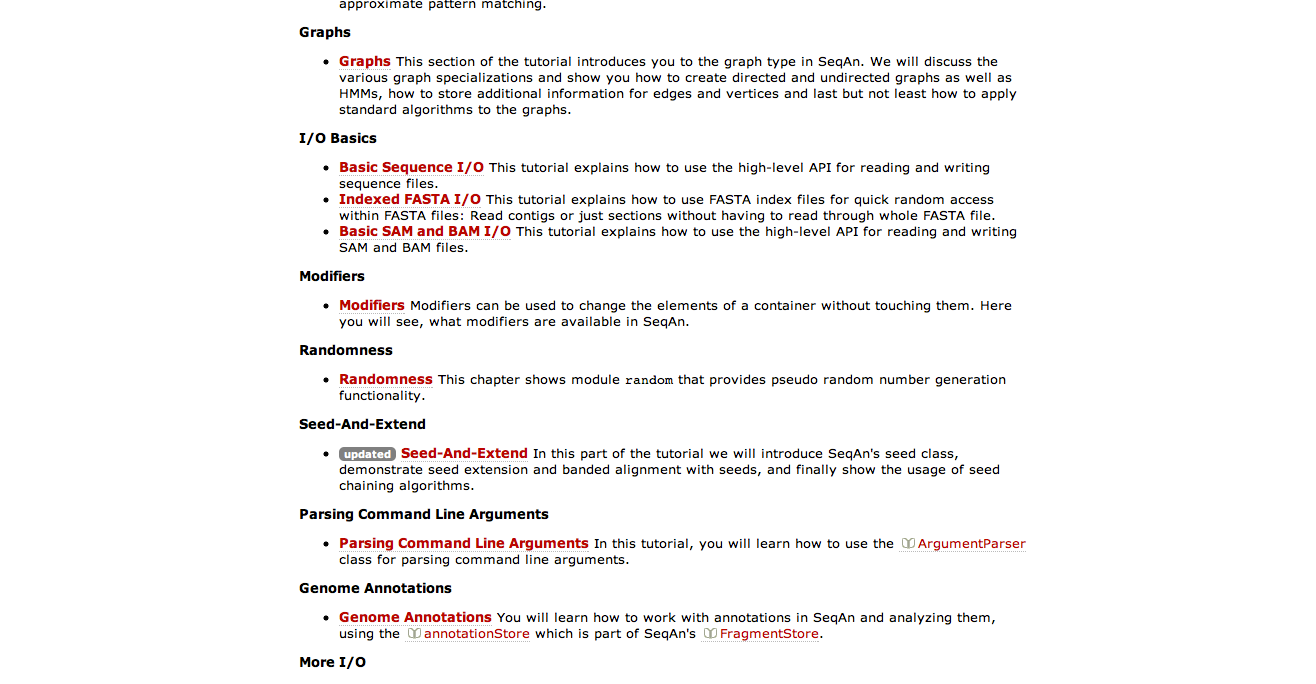 approximate pattern matching.
Graphs
Graphs This section of the tutorial introduces you to the graph type in SeqAn. We will discuss the
various graph specializations and show you how to create directed and undirected graphs as well as
HMMs, how to store additional information for edges and vertices and last but not least how to apply
standard algorithms to the graphs.
I/O Basics
Basic Sequence I/O This tutorial explains how to use the high-level API for reading and writing
sequence files.
Indexed FASTA I/O This tutorial explains how to use FASTA index files for quick random access
within FASTA files: Read contigs or just sections without having to read through whole FASTA file.
Basic SAM and BAM I/O This tutorial explains how to use the high-level API for reading and writing
SAM and BAM files.
Modifiers
Modifiers Modifiers can be used to change the elements of a container without touching them. Here
you will see, what modifiers are available in SeqAn.
Randomness
Randomness This chapter shows module random that provides pseudo random number generation
functionality.
Seed-And-Extend
updated Seed-And-Extend In this part of the tutorial we will introduce SeqAn's seed class,
demonstrate seed extension and banded alignment with seeds, and finally show the usage of seed
chaining algorithms.
Parsing Command Line Arguments
Parsing Command Line Arguments In this tutorial, you will learn how to use the ArgumentParser
class for parsing command line arguments.
Genome Annotations
Genome Annotations You will learn how to work with annotations in SeqAn and analyzing them,
using the annotationStore which is part of SeqAn's FragmentStore.
More I/O